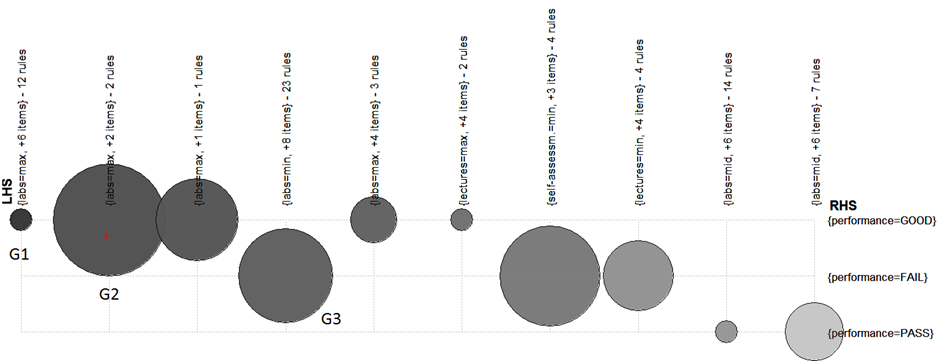 {labs=max, +6 items} - 12 rules
{labs=max, +2 items} - 2 rules
{labs=max, +1 items} - 1 rules
{labs=min, +8 items} - 23 rules
{labs=max, +4 items} - 3 rules
{lectures=max, +4 items} - 2 rules
{self-assessm.=min, +3 items} - 4 rules
{lectures=min, +4 items} - 4 rules
{labs=mid, +6 items} - 14 rules
{labs=mid, +6 items} - 7 rules
LHS
RHS
{performance=GOOD}
G1
{performance=FAIL}
G2
G3
{performance=PASS}